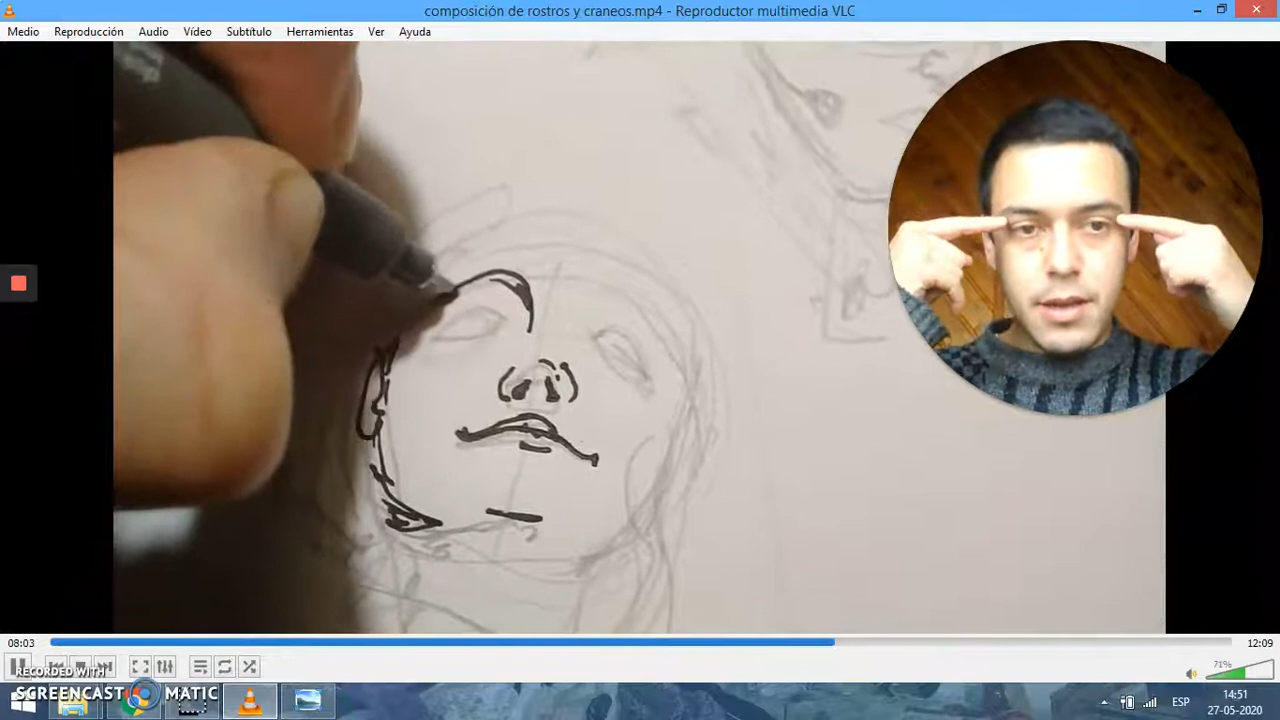 composición de rostros y craneos.mp4 - Reproductor multimedia VLC
Medio Reproducción Audio Vídeo Subtítulo Herramientas Ver Ayuda
08:03
12:09
71%
RECORDED WITH
SCREENCAST MATIC
ESP
14:51
27-05-2020